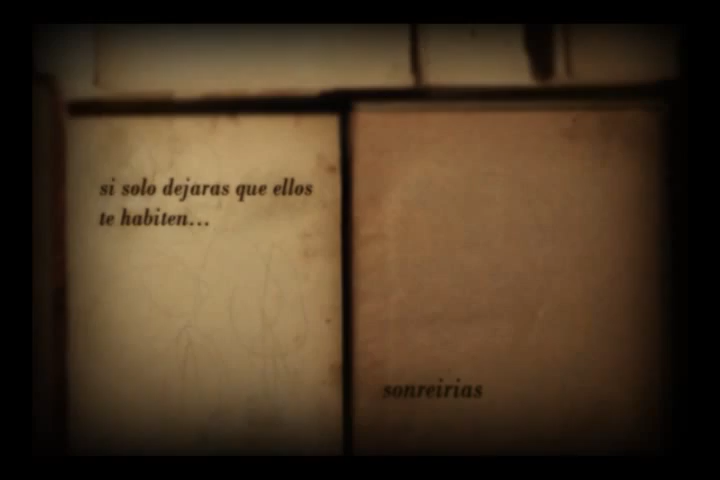 si solo dejaras que ellos
te habiten...
sonreirias